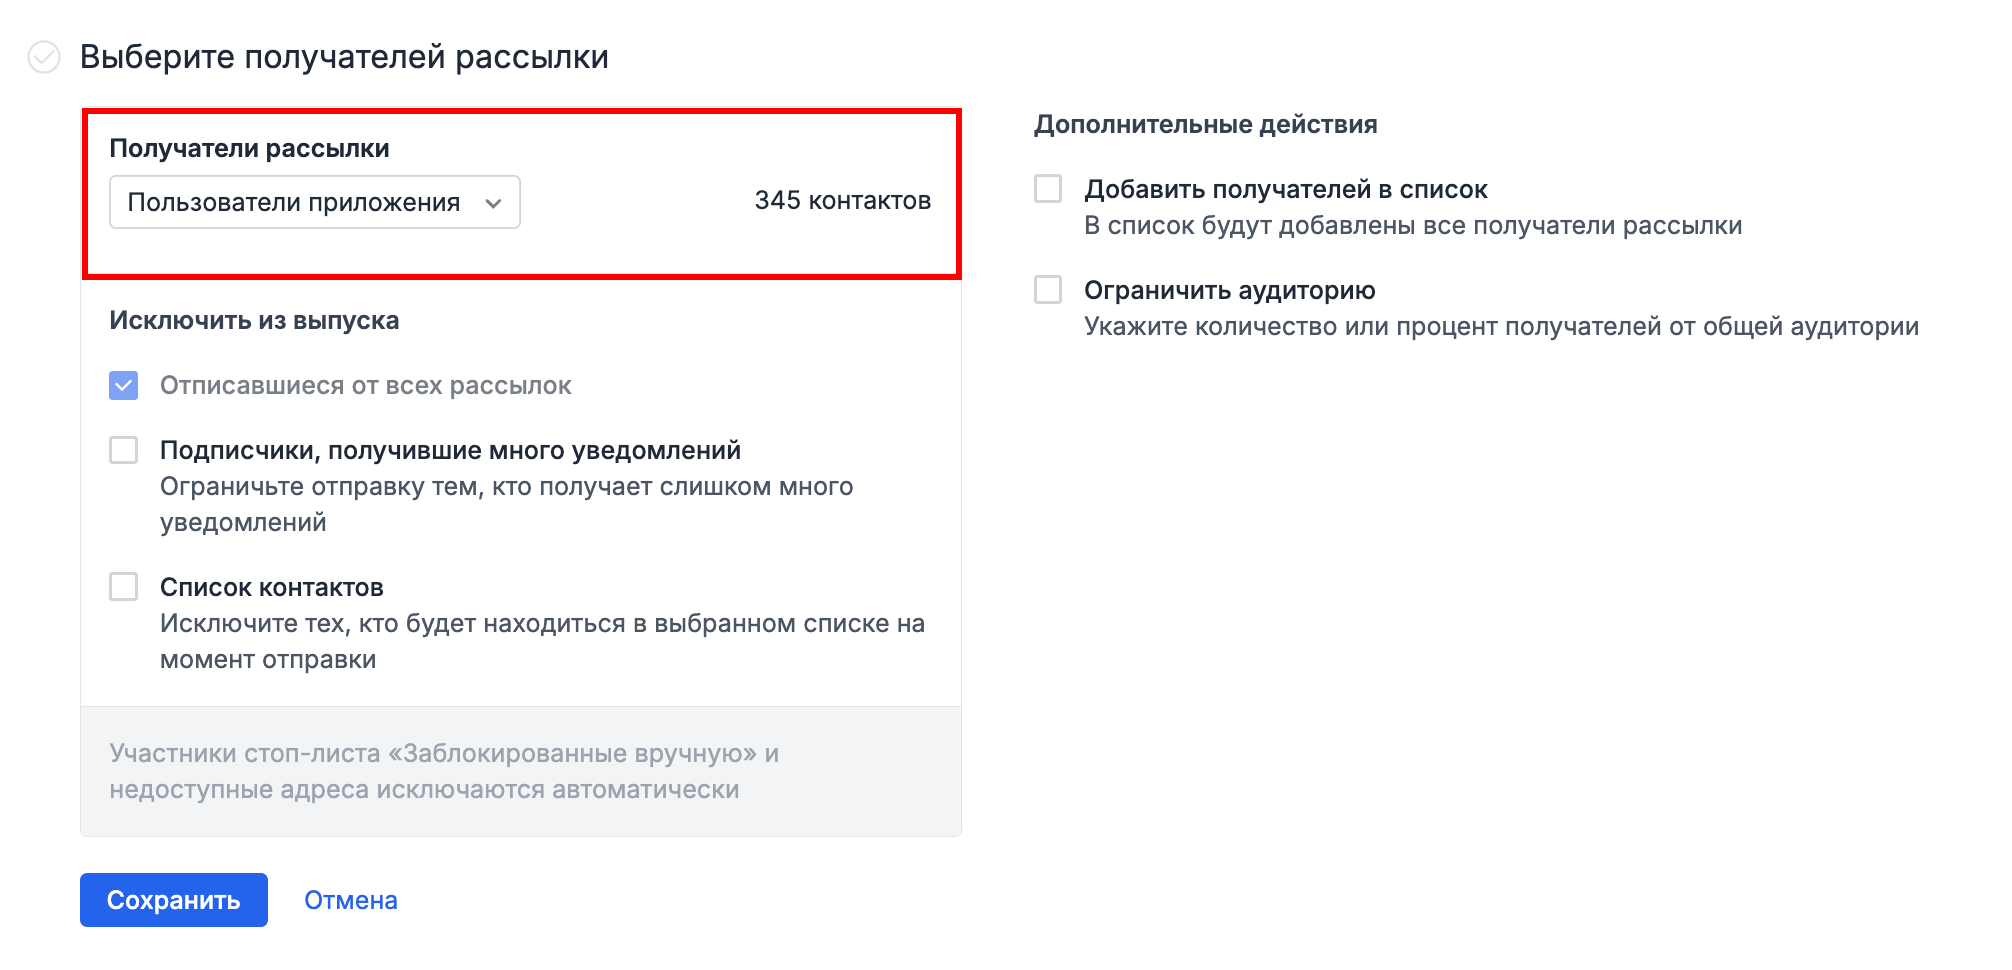 Выберите получателей рассылки
Получатели рассылки
Пользователи приложения
345 контактов
Исключить из выпуска
Отписавшиеся от всех рассылок
Подписчики, получившие много уведомлений
Ограничьте отправку тем, кто получает слишком много
уведомлений
Список контактов
Исключите тех, кто будет находиться в выбранном списке на
момент отправки
Участники стоп-листа «Заблокированные вручную» и
недоступные адреса исключаются автоматически
Дополнительные действия
Добавить получателей в список
В список будут добавлены все получатели рассылки
Ограничить аудиторию
Укажите количество или процент получателей от общей аудитории
Сохранить
Отмена